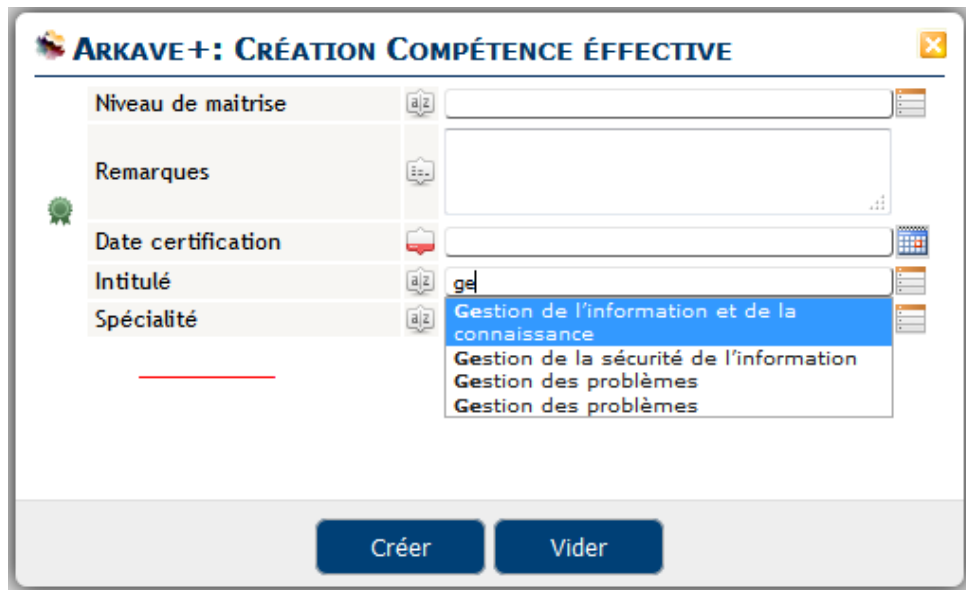 ARKAVE+: CRÉATION COMPÉTENCE ÉFFECTIVE
Niveau de maitrise a|z
Remarques
Date certification
Intitulé a|z ge
Spécialité a|z
Gestion de l'information et de la
connaissance
Gestion de la sécurité de l'information
Gestion des problèmes
Gestion des problèmes
Créer Vider